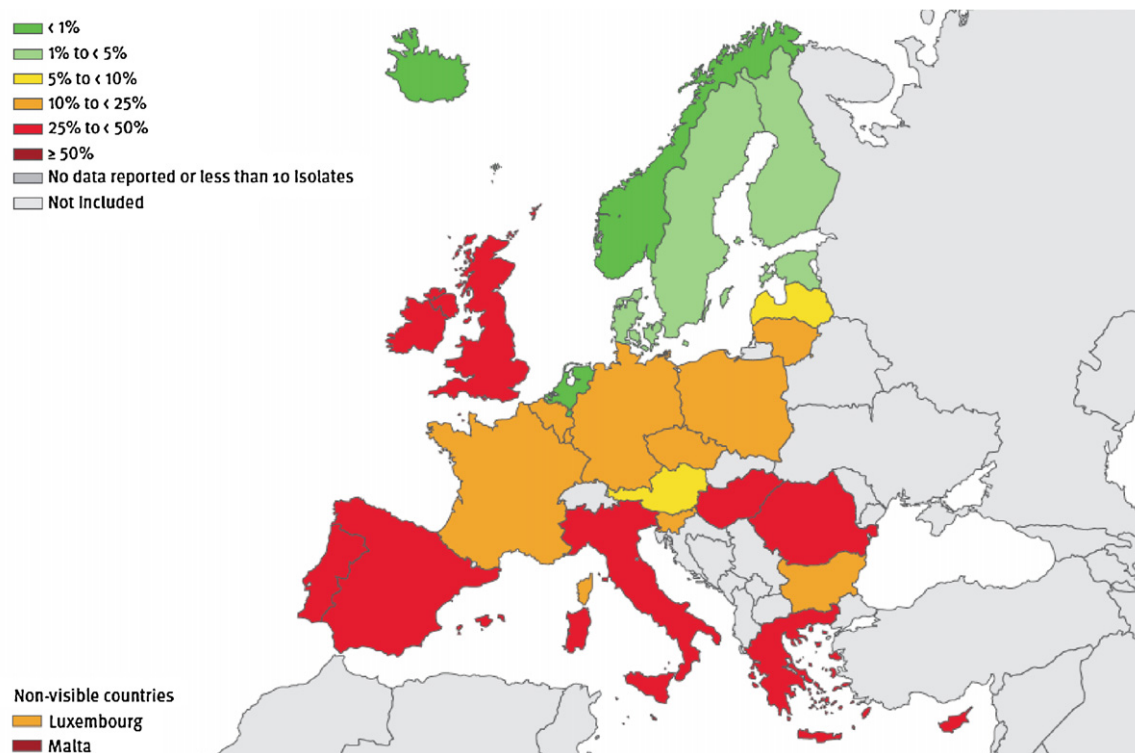 < 1%
1% to < 5%
5% to < 10%
10% to < 25%
25% to < 50%
≥ 50%
No data reported or less than 10 Isolates
Not Included
Non-visible countries
Luxembourg
Malta